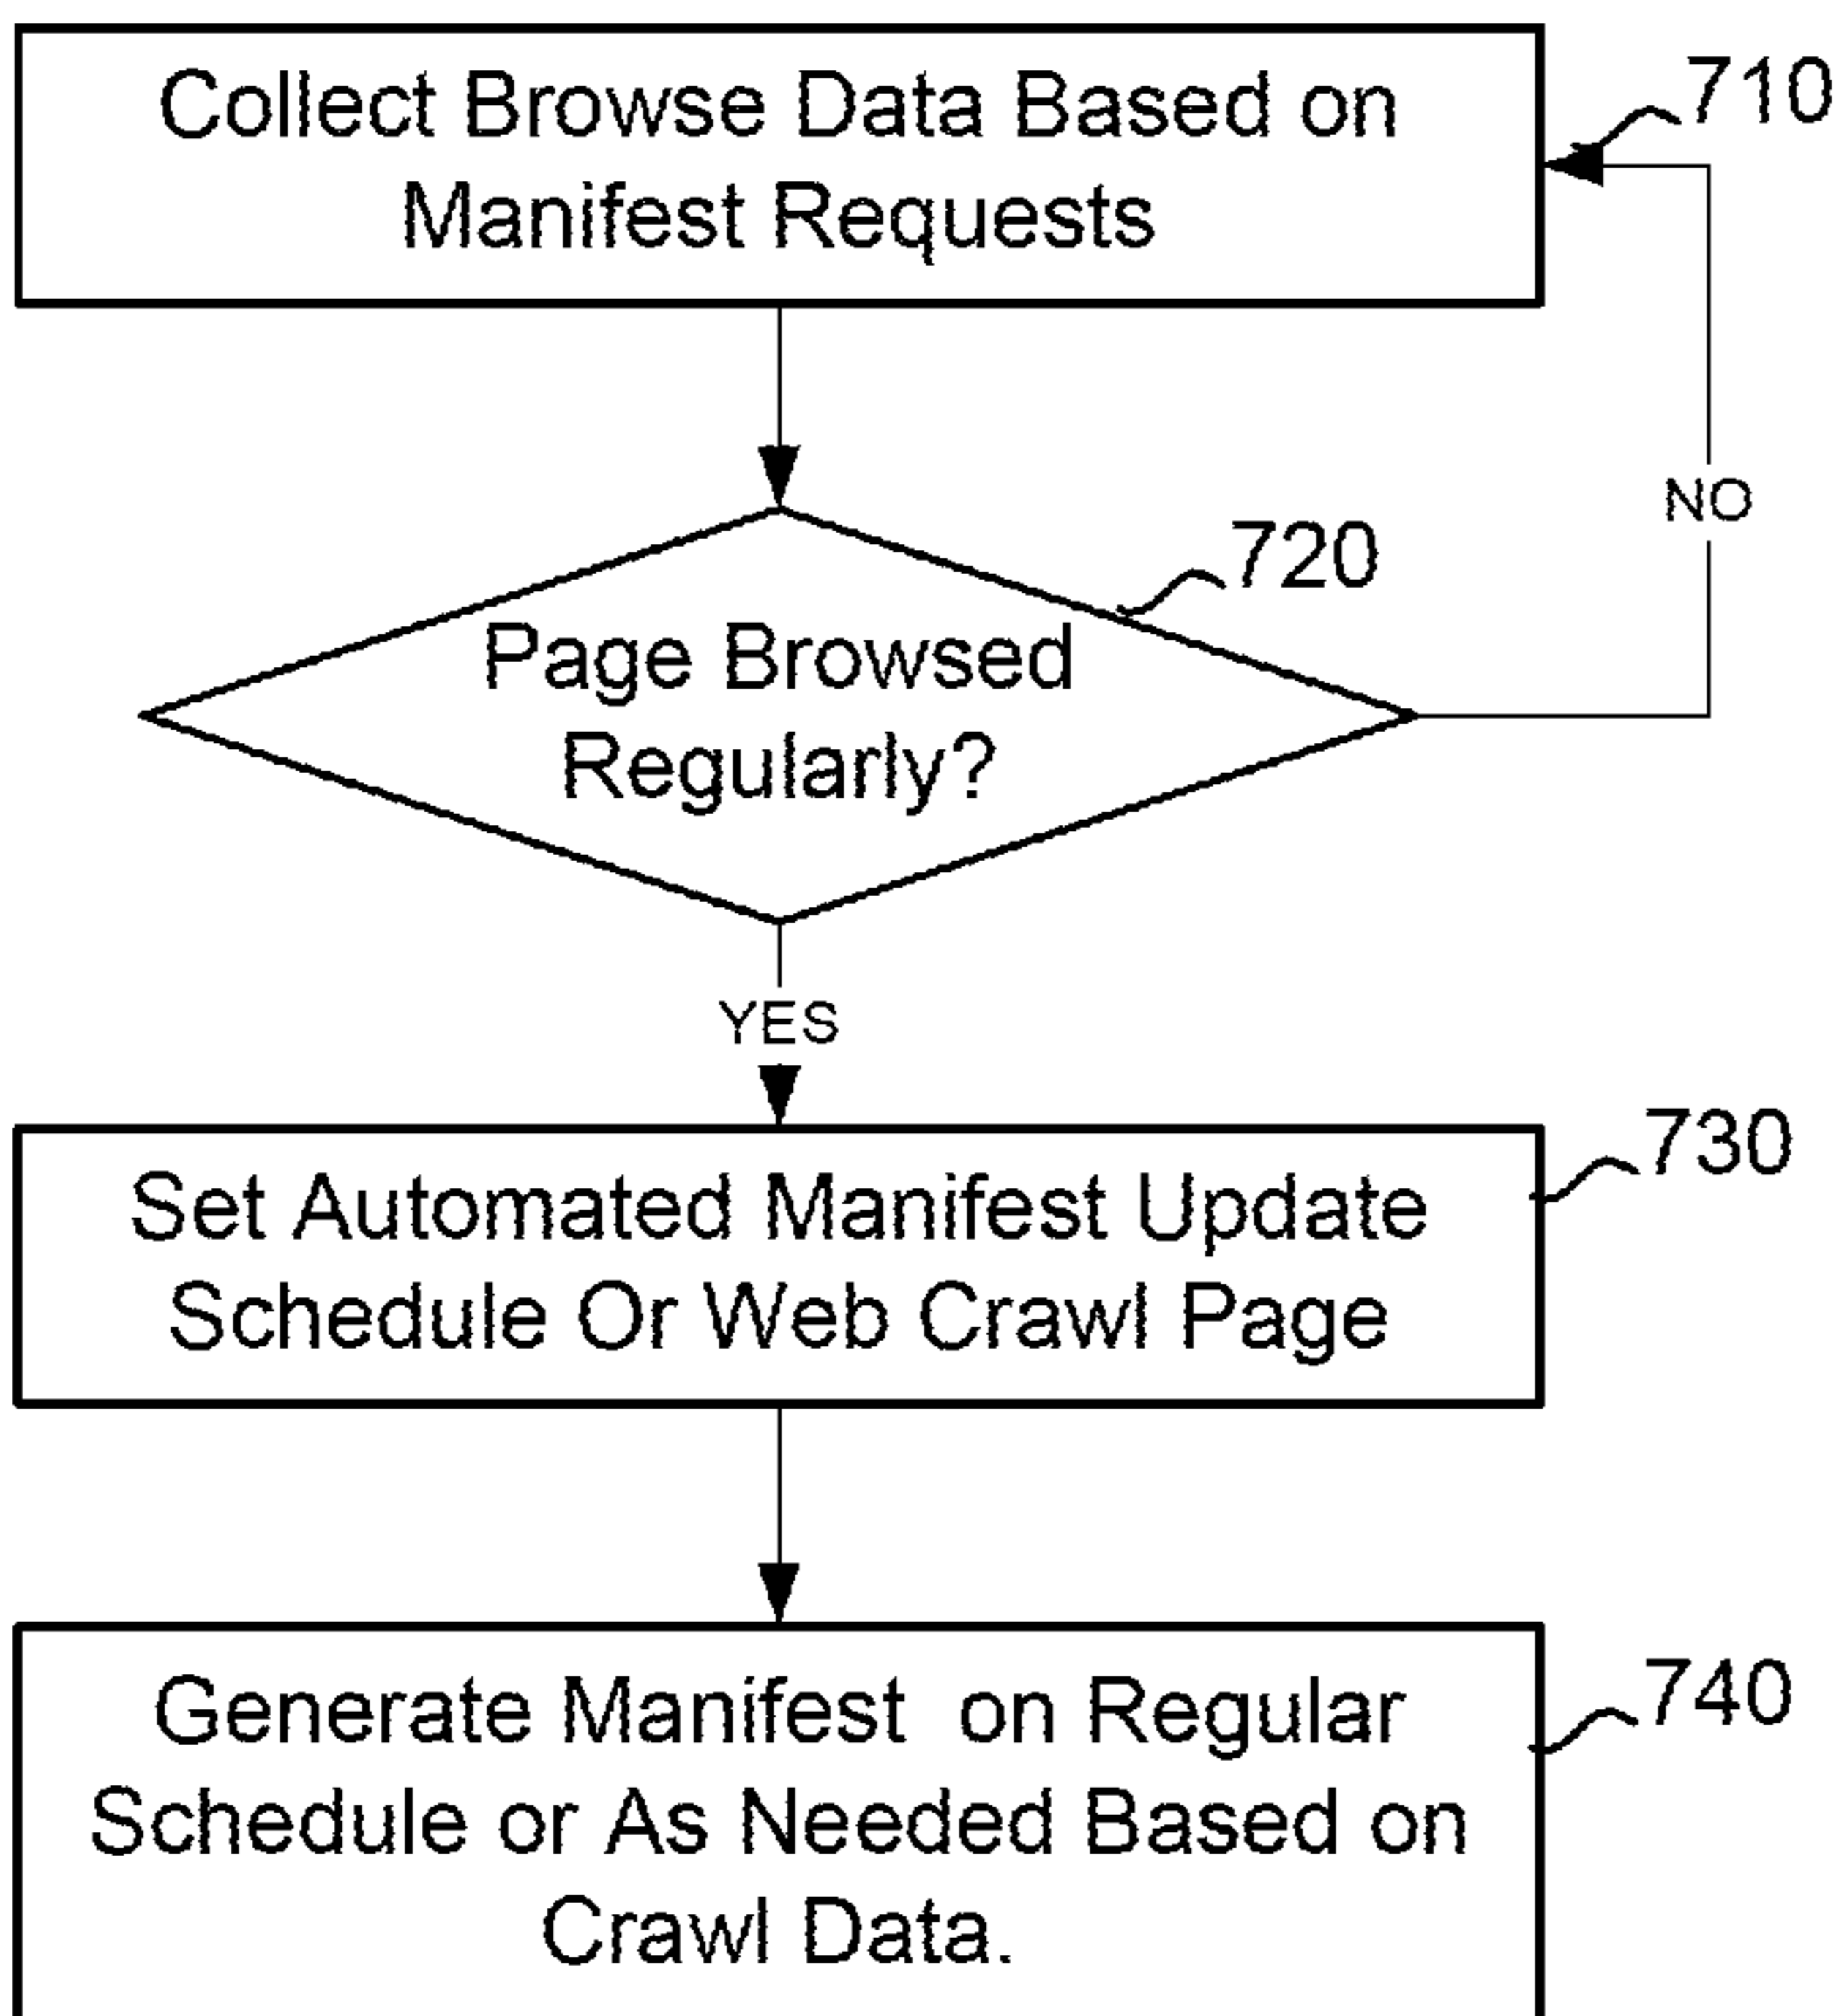 Collect Browse Data Based on
Manifest Requests
710
NO
720
Page Browsed
Regularly?
YES
730
Set Automated Manifest Update
Schedule Or Web Crawl Page
740
Generate Manifest on Regular
Schedule or As Needed Based on
Crawl Data.